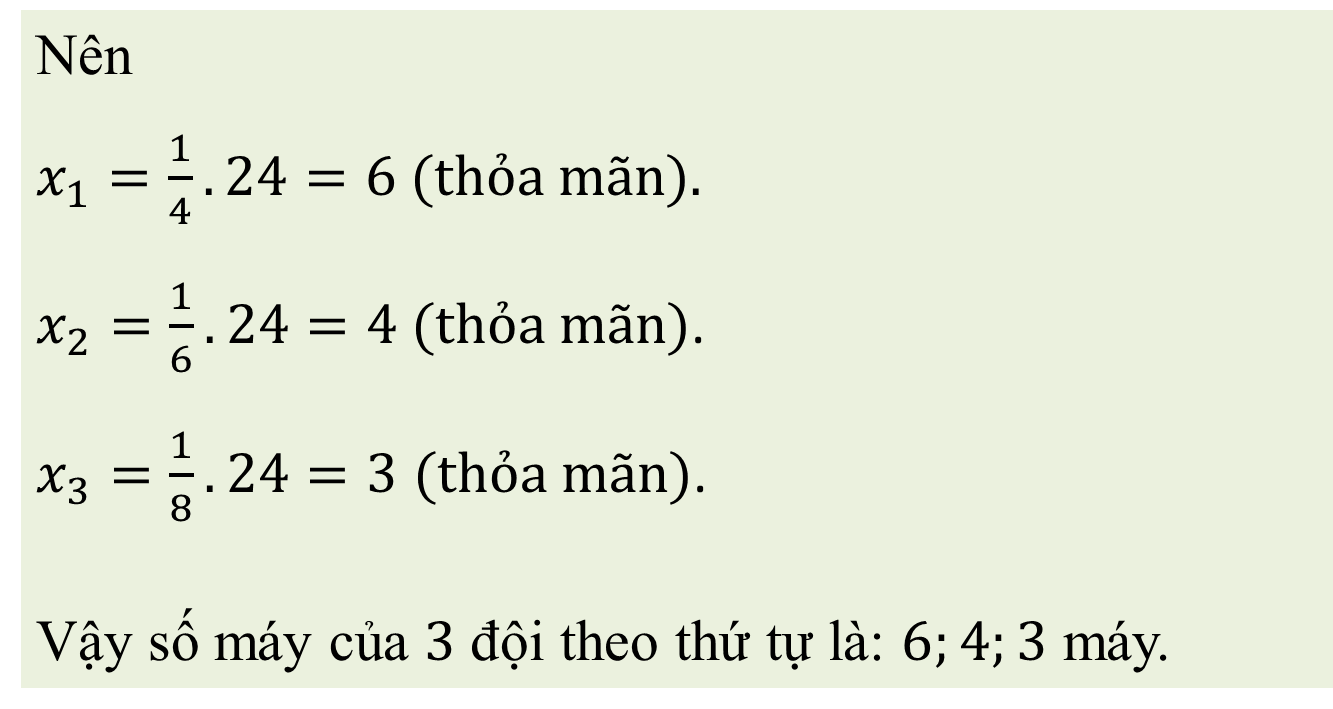 Nên
x₁ = 1/4 . 24 = 6 (thỏa mãn).
x₂ = 1/6 . 24 = 4 (thỏa mãn).
x₃ = 1/8 . 24 = 3 (thỏa mãn).
Vậy số máy của 3 đội theo thứ tự là: 6; 4; 3 máy.